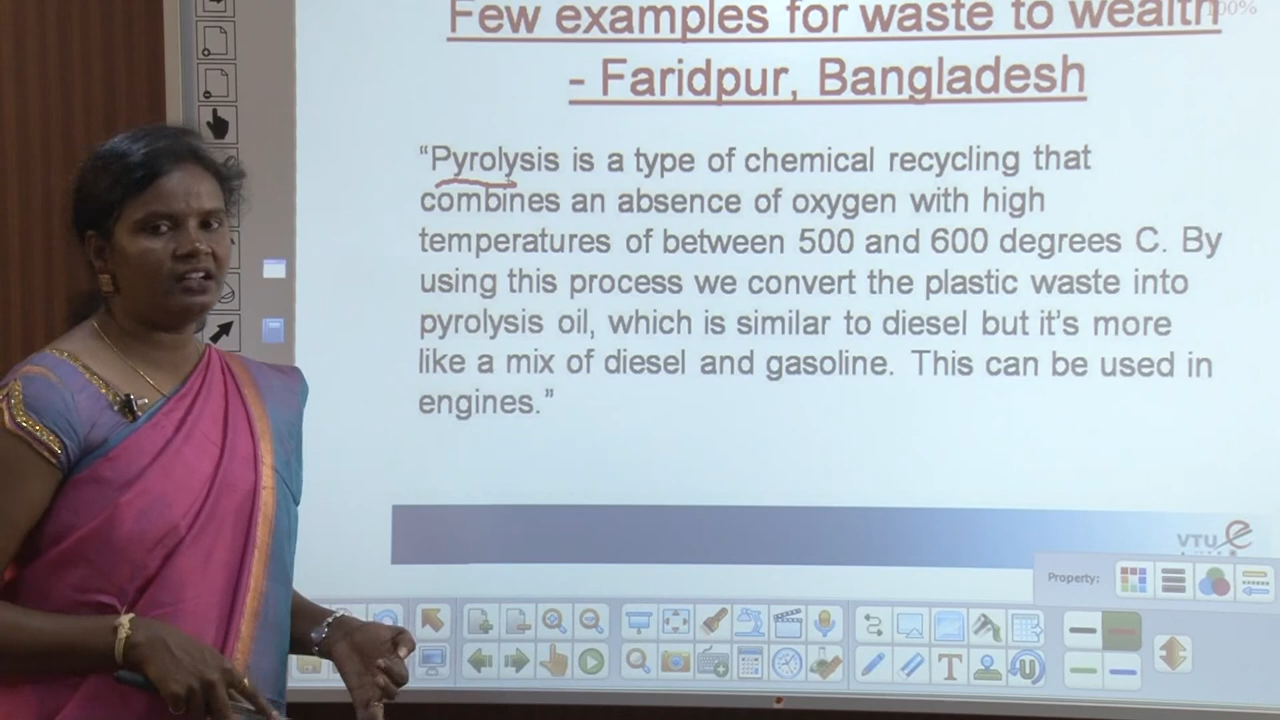 100%
Few examples for waste to wealth
- Faridpur, Bangladesh
“Pyrolysis is a type of chemical recycling that
combines an absence of oxygen with high
temperatures of between 500 and 600 degrees C. By
using this process we convert the plastic waste into
pyrolysis oil, which is similar to diesel but it’s more
like a mix of diesel and gasoline. This can be used in
engines.”
VTU e
Property: